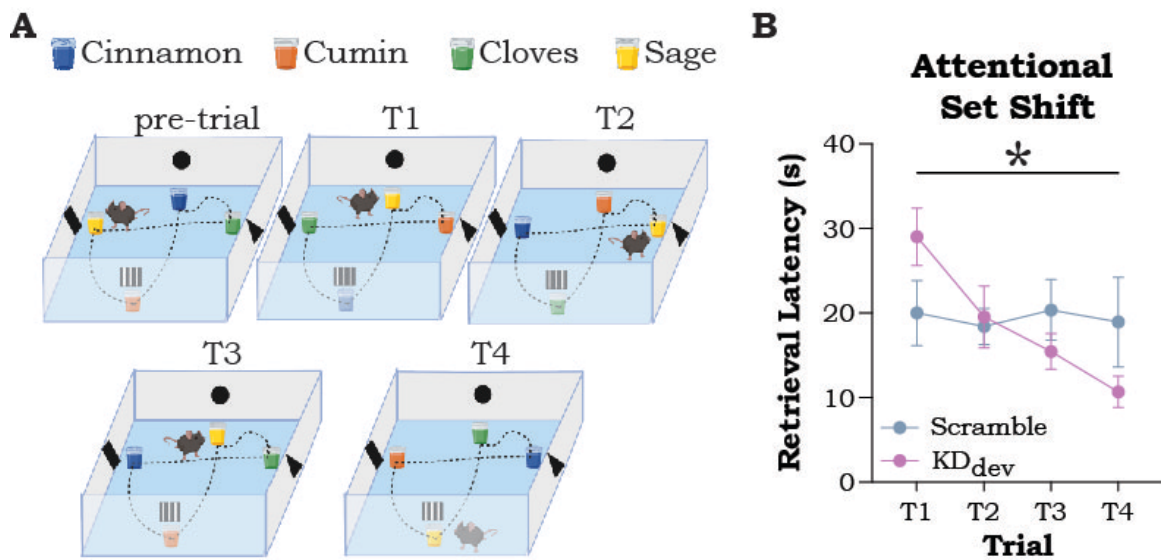 A
Cinnamon Cumin Cloves Sage
pre-trial T1 T2
T3 T4
B
Attentional
Set Shift
*
Retrieval Latency (s)
40
30
20
10
0
Scramble
KDdev
T1 T2 T3 T4
Trial